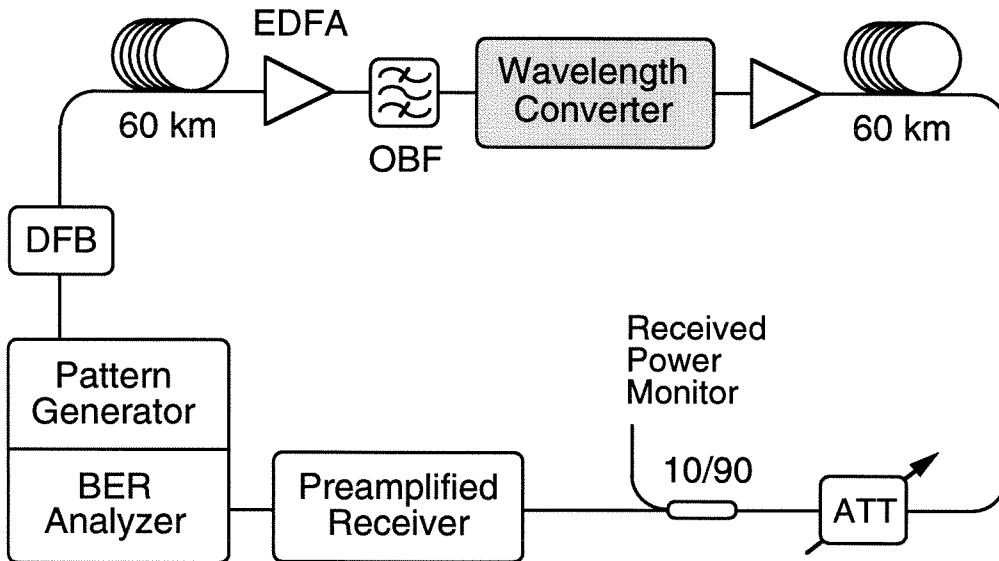 EDFA
60 km
OBF
Wavelength
Converter
60 km
DFB
Pattern
Generator
BER
Analyzer
Preamplified
Receiver
Received
Power
Monitor
10/90
ATT